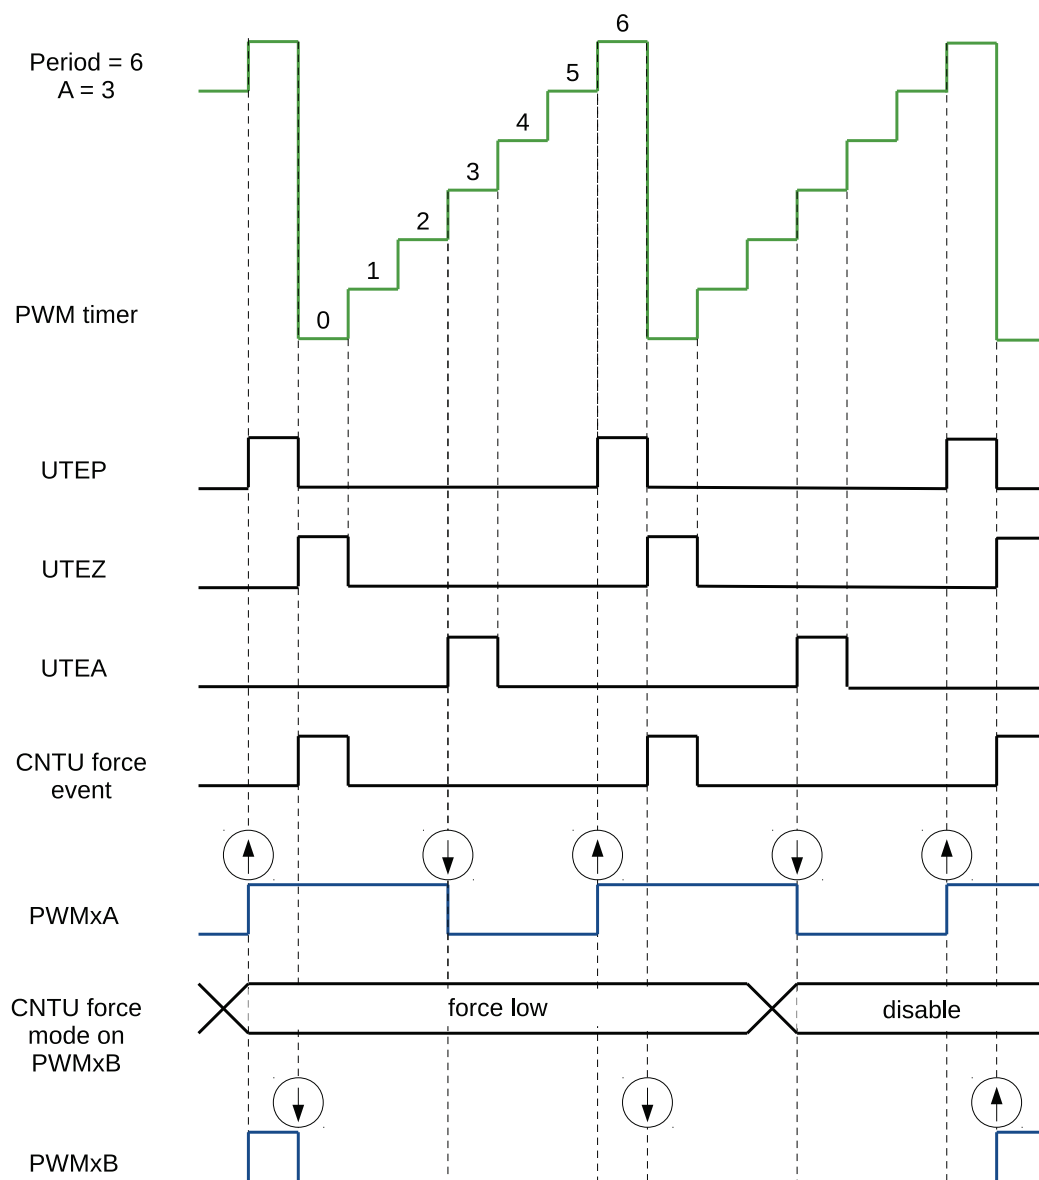 6
Period = 6
A = 3
5
4
3
2
1
PWM timer
0
UTEP
UTEZ
UTEA
CNTU force
event
PWMxA
CNTU force
mode on
PWMxB
force low
disable
PWMxB